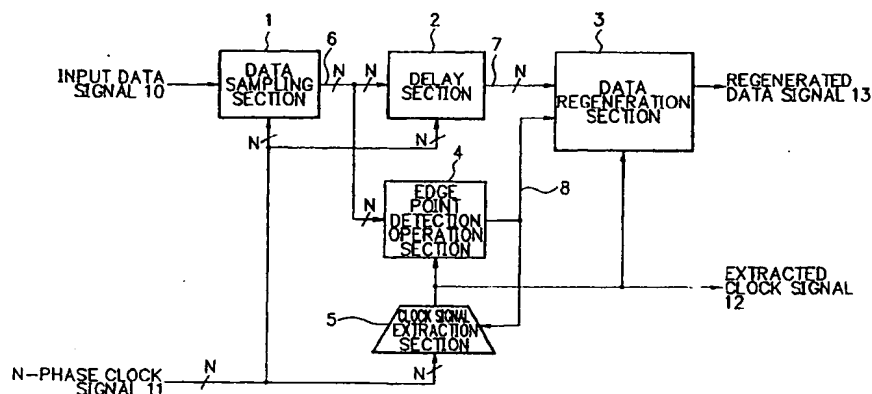 1
2
3
6
7
N
N
N
INPUT DATA
SIGNAL 10
DATA
SAMPLING
SECTION
DELAY
SECTION
DATA
REGENERATION
SECTION
REGENERATED
DATA SIGNAL 13
N
N
4
8
N
EDGE
POINT
DETECTION
OPERATION
SECTION
EXTRACTED
CLOCK SIGNAL
12
5
CLOCK SIGNAL
EXTRACTION
SECTION
N-PHASE CLOCK
SIGNAL 11
N
N